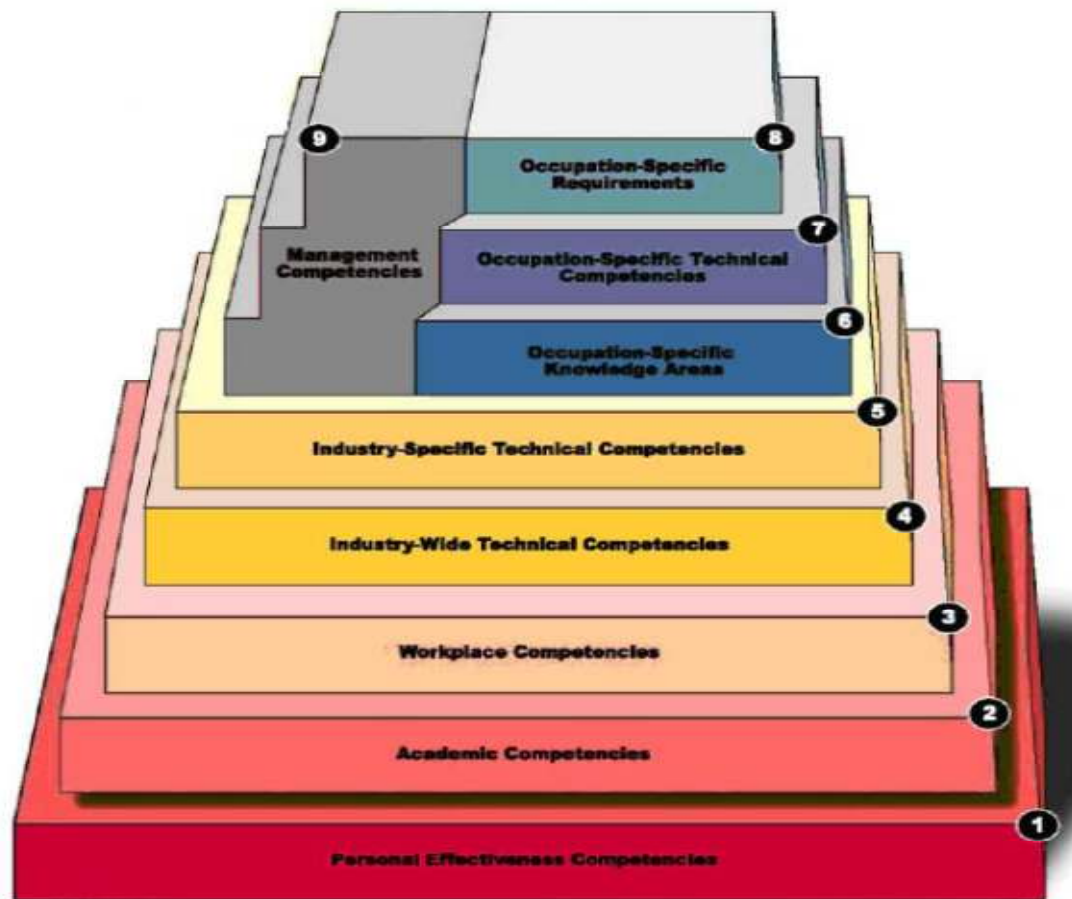 9
8
Occupation-Specific
Requirements
7
Management
Competencies
Occupation-Specific Technical
Competencies
6
Occupation-Specific
Knowledge Areas
5
Industry-Specific Technical Competencies
4
Industry-Wide Technical Competencies
3
Workplace Competencies
2
Academic Competencies
1
Personal Effectiveness Competencies